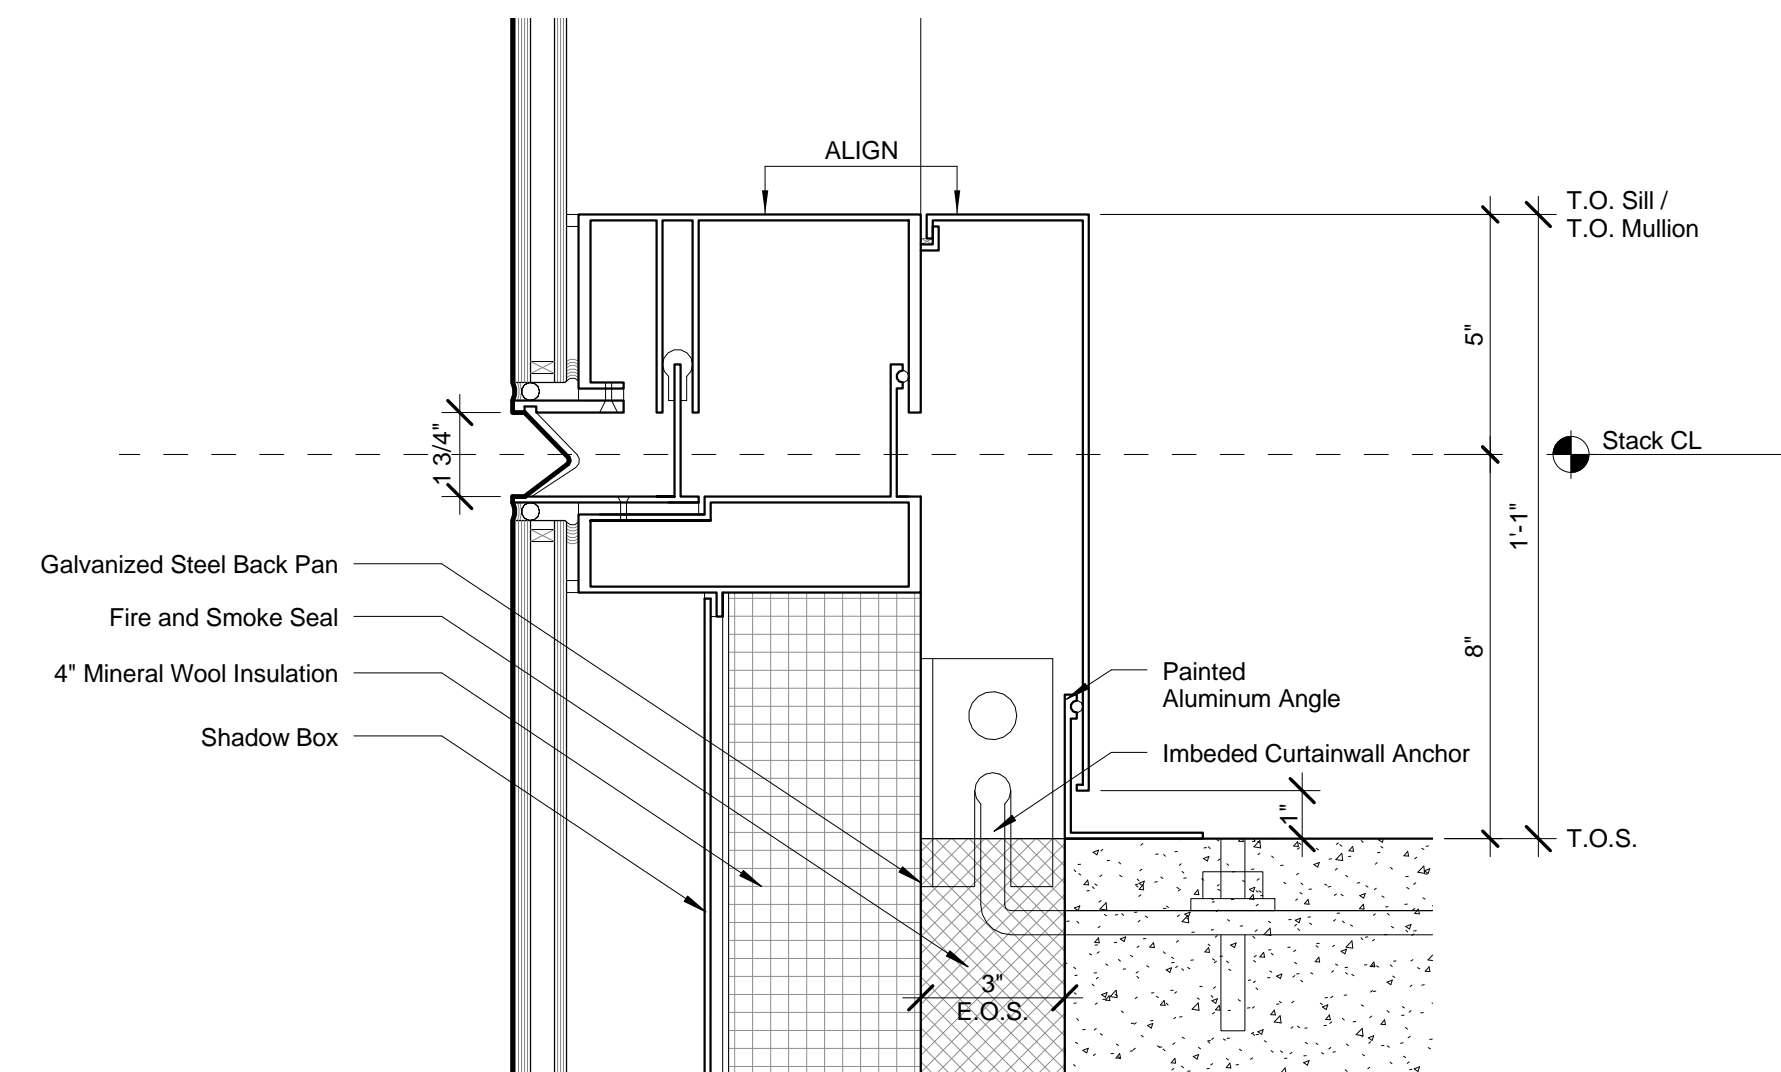 ALIGN
T.O. Sill /
T.O. Mullion
5"
1 3/4"
Stack CL
1'-1"
Galvanized Steel Back Pan
Fire and Smoke Seal
4" Mineral Wool Insulation
Shadow Box
8"
Painted
Aluminum Angle
Imbeded Curtainwall Anchor
1"
T.O.S.
3"
E.O.S.